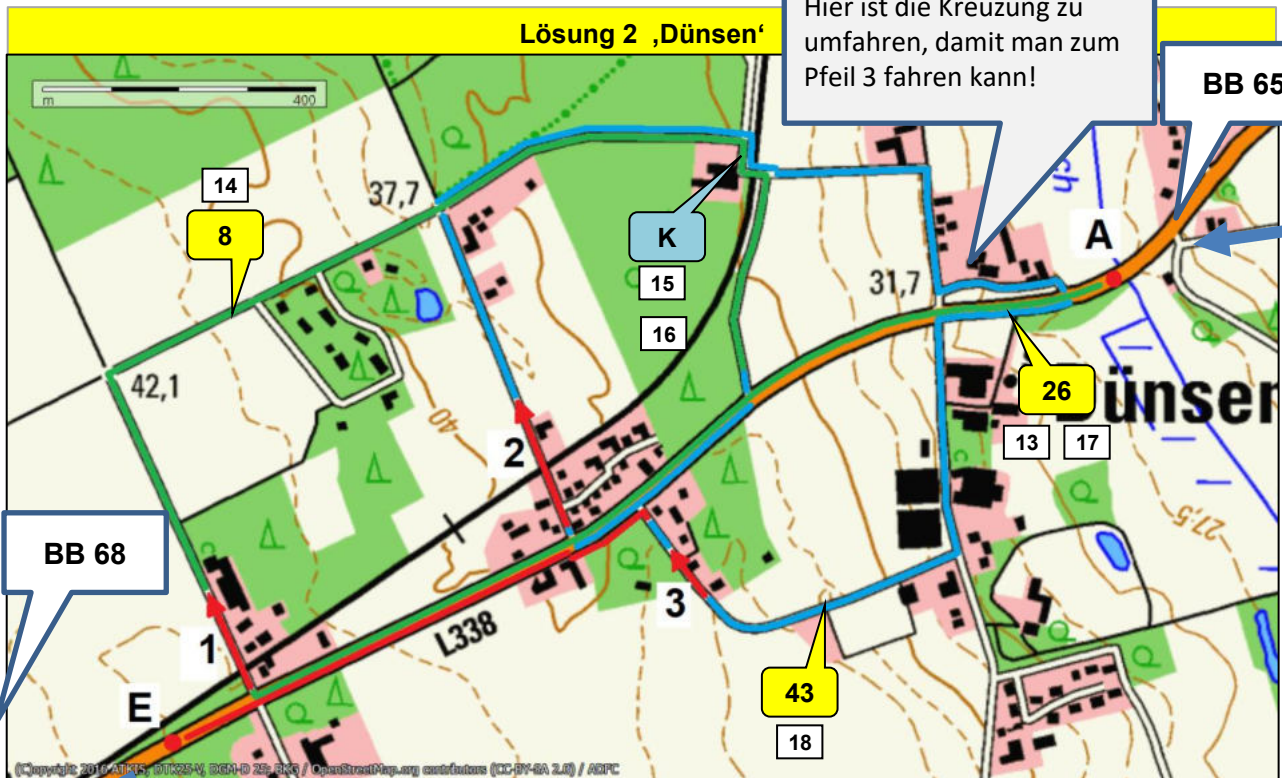 Lösung 2 ‚Dünsen‘
Hier ist die Kreuzung zu
umfahren, damit man zum
Pfeil 3 fahren kann!
BB 65
m 400
14
8
37,7
K
15
16
A
31,7
42,1
40
2
26
Dünsen
13 17
27,5
BB 68
1
3
L338
E
43
18
(C)opyright 2016 ATKIS, DTK25-V, DGM-D 25: BKG / OpenStreetMap.org contributors (CC-BY-SA 2.0) / ADFC